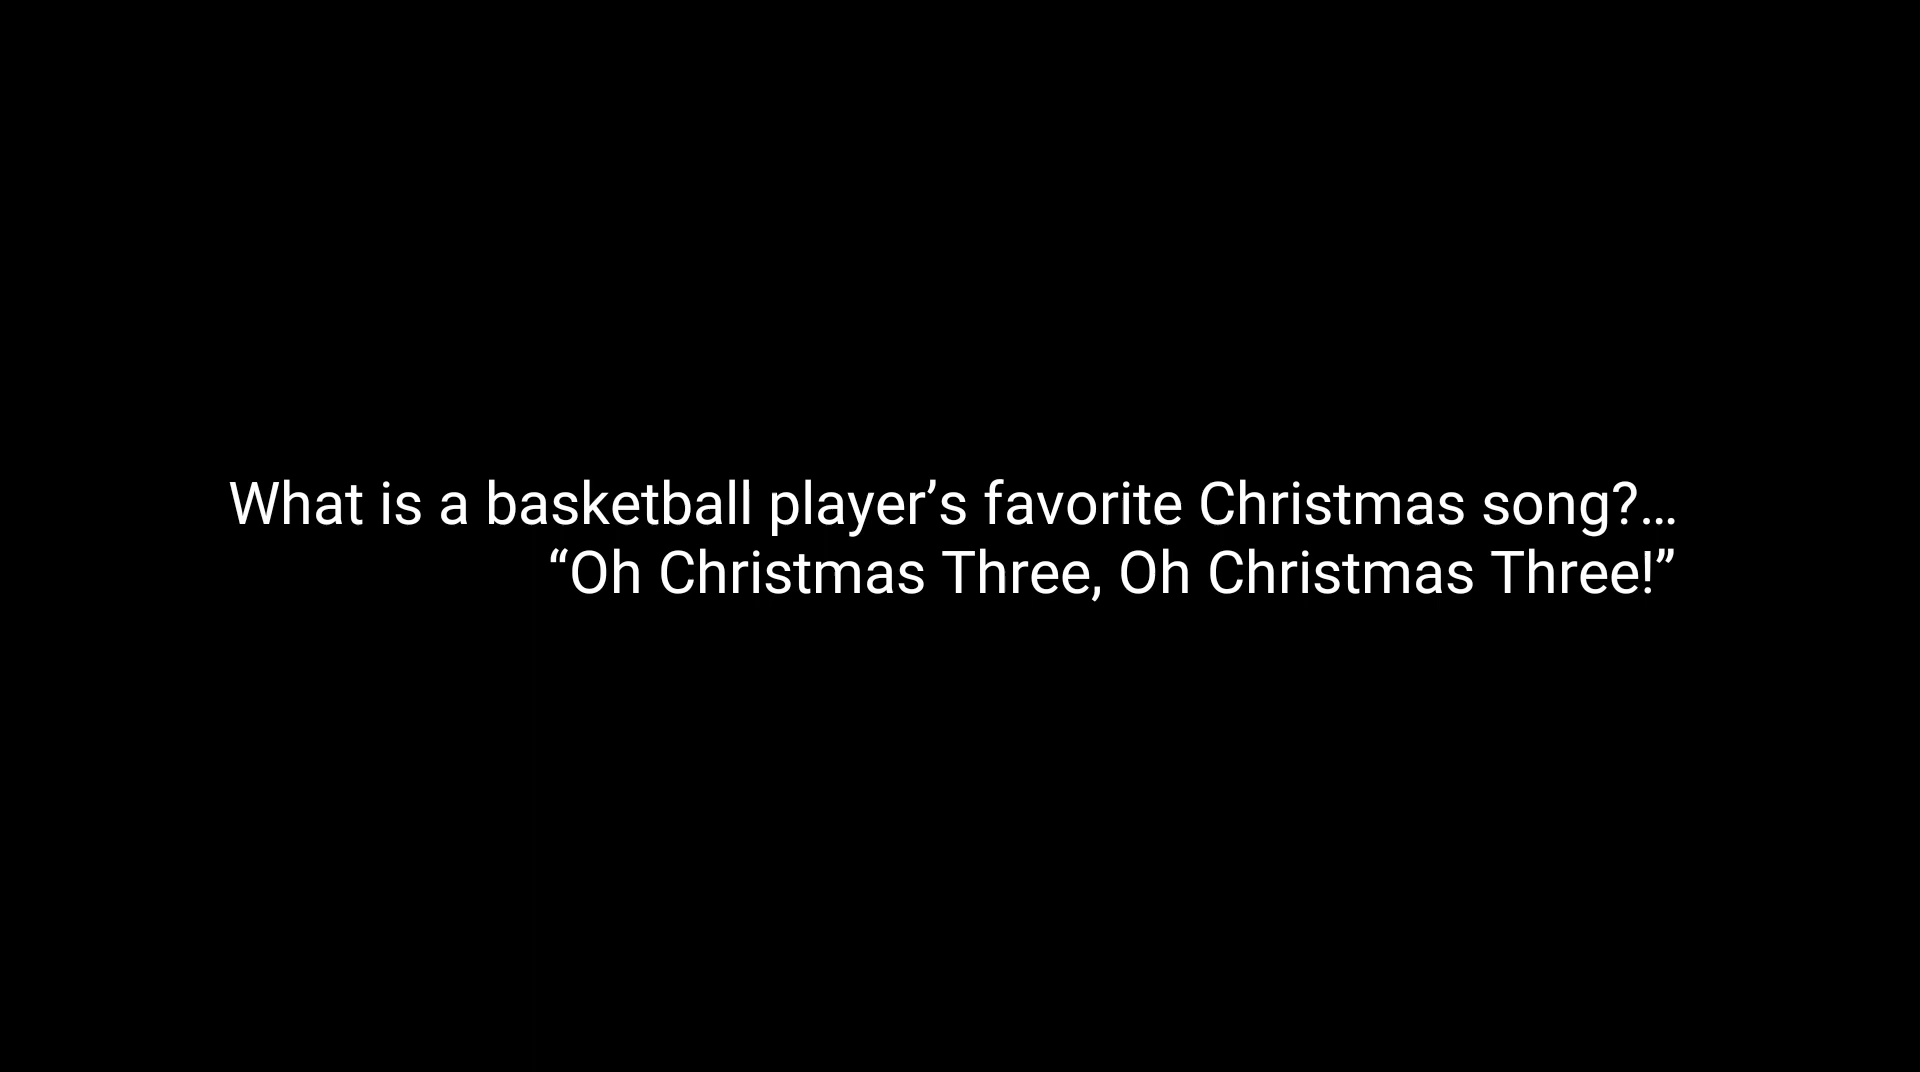 What is a basketball player’s favorite Christmas song?…
“Oh Christmas Three, Oh Christmas Three!”